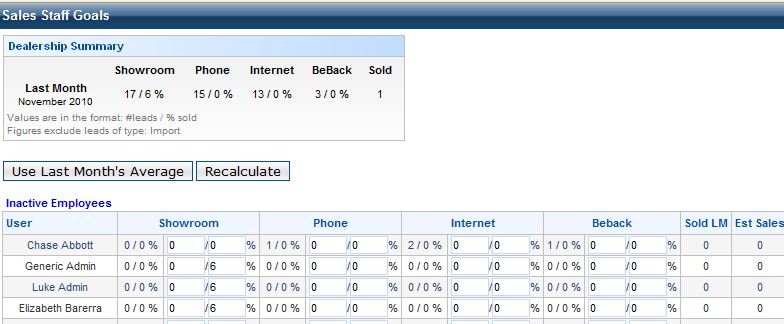 Sales Staff Goals
Dealership Summary
Showroom Phone Internet BeBack Sold
Last Month
November 2010
17 / 6 % 15 / 0 % 13 / 0 % 3 / 0 % 1
Values are in the format: #leads / % sold
Figures exclude leads of type: Import
Use Last Month's Average Recalculate
Inactive Employees
User Showroom Phone Internet Beback Sold LM Est Sales
Chase Abbott 0 / 0 % 0 / 0 % 1 / 0 % 0 / 0 % 2 / 0 % 0 / 0 % 1 / 0 % 0 / 0 % 0 0
Generic Admin 0 / 0 % 0 / 6 % 0 / 0 % 0 / 0 % 0 / 0 % 0 / 0 % 0 / 0 % 0 / 0 % 0 0
Luke Admin 0 / 0 % 0 / 6 % 0 / 0 % 0 / 0 % 0 / 0 % 0 / 0 % 0 / 0 % 0 / 0 % 0 0
Elizabeth Barerra 0 / 0 % 0 / 6 % 0 / 0 % 0 / 0 % 0 / 0 % 0 / 0 % 0 / 0 % 0 / 0 % 0 0